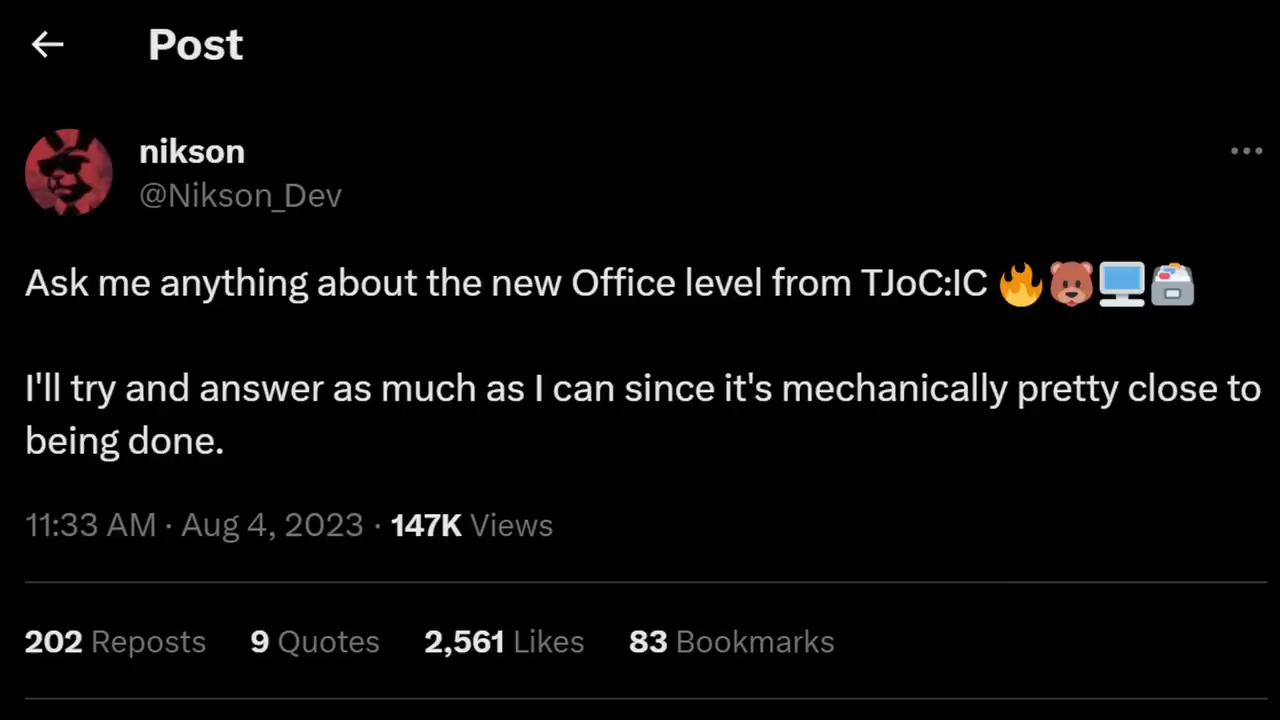 Post
nikson
@Nikson_Dev
Ask me anything about the new Office level from TJoC:IC 🔥🐻🖥️🗃️
I'll try and answer as much as I can since it's mechanically pretty close to
being done.
11:33 AM · Aug 4, 2023 · 147K Views
202 Reposts 9 Quotes 2,561 Likes 83 Bookmarks